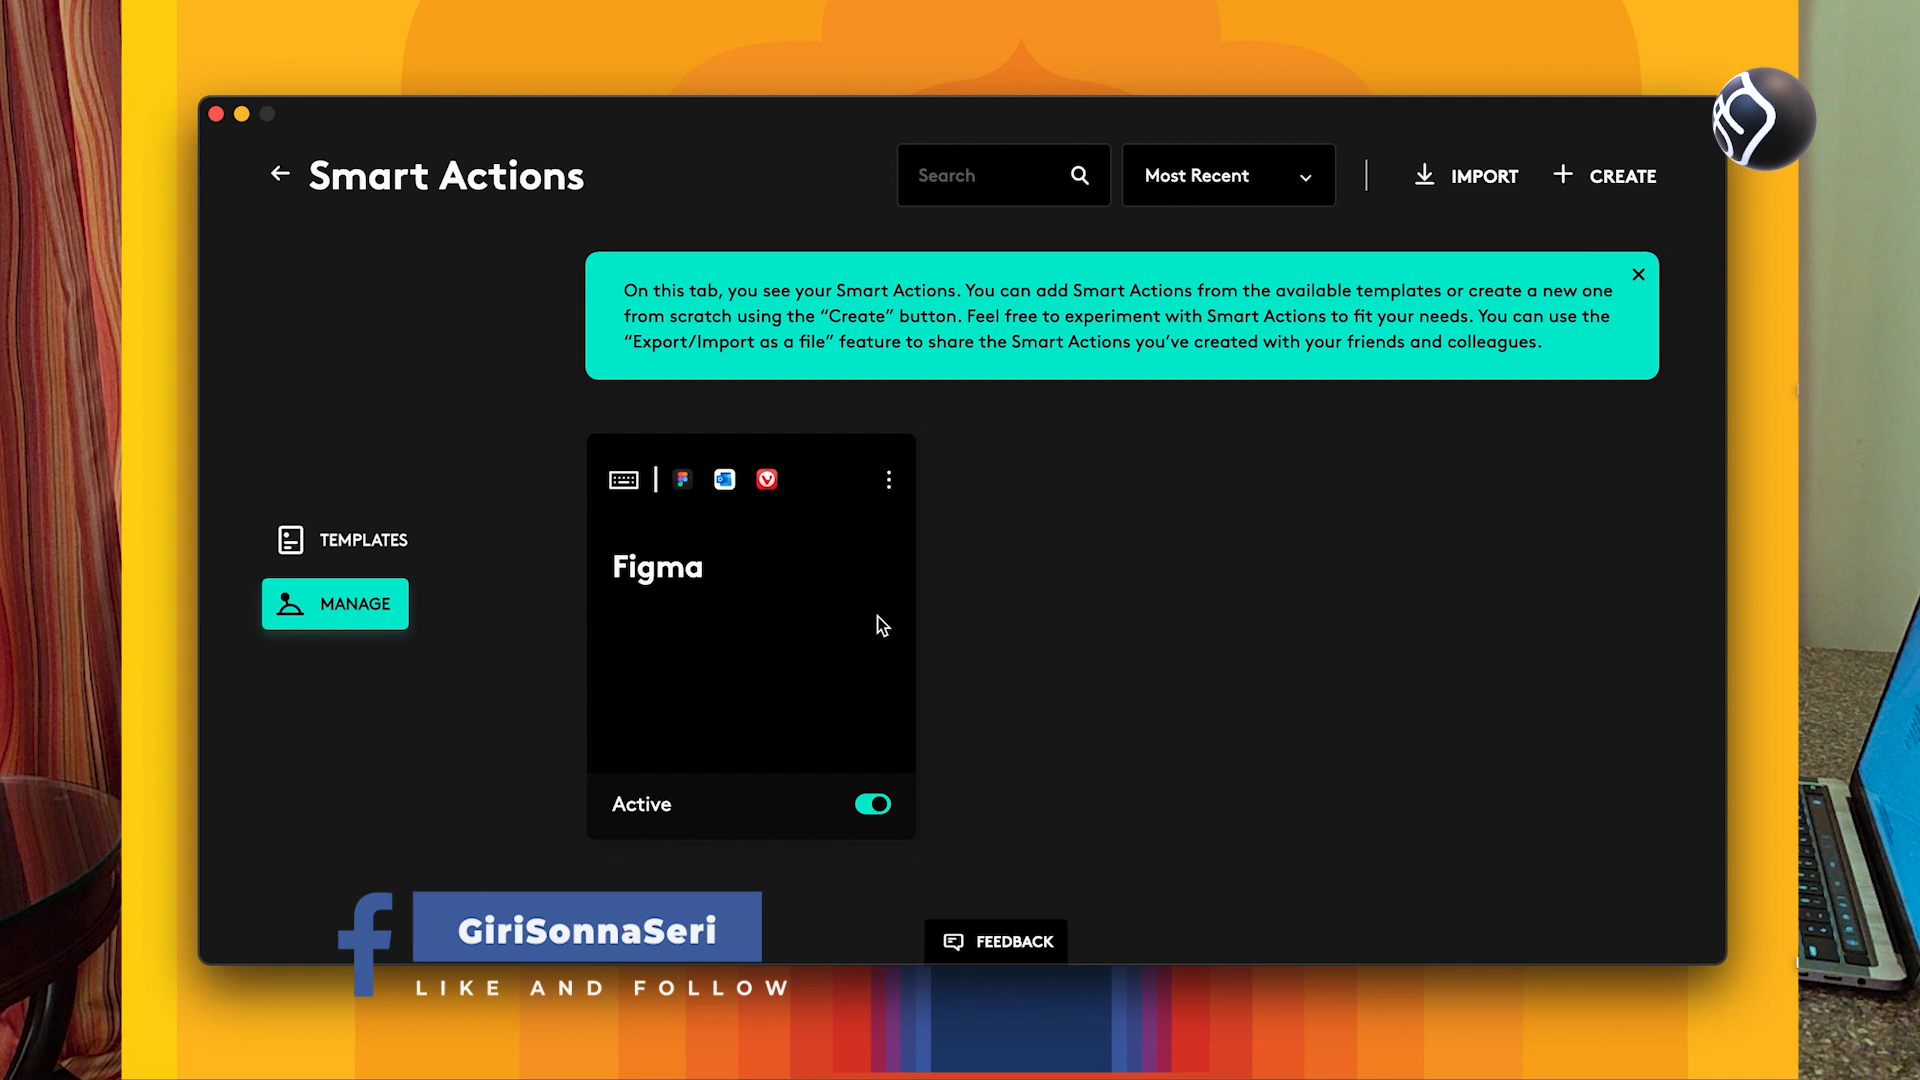 Smart Actions
Search
Most Recent
IMPORT
CREATE
On this tab, you see your Smart Actions. You can add Smart Actions from the available templates or create a new one
from scratch using the “Create” button. Feel free to experiment with Smart Actions to fit your needs. You can use the
“Export/Import as a file” feature to share the Smart Actions you’ve created with your friends and colleagues.
TEMPLATES
MANAGE
Figma
Active
GiriSonnaSeri
LIKE AND FOLLOW
FEEDBACK